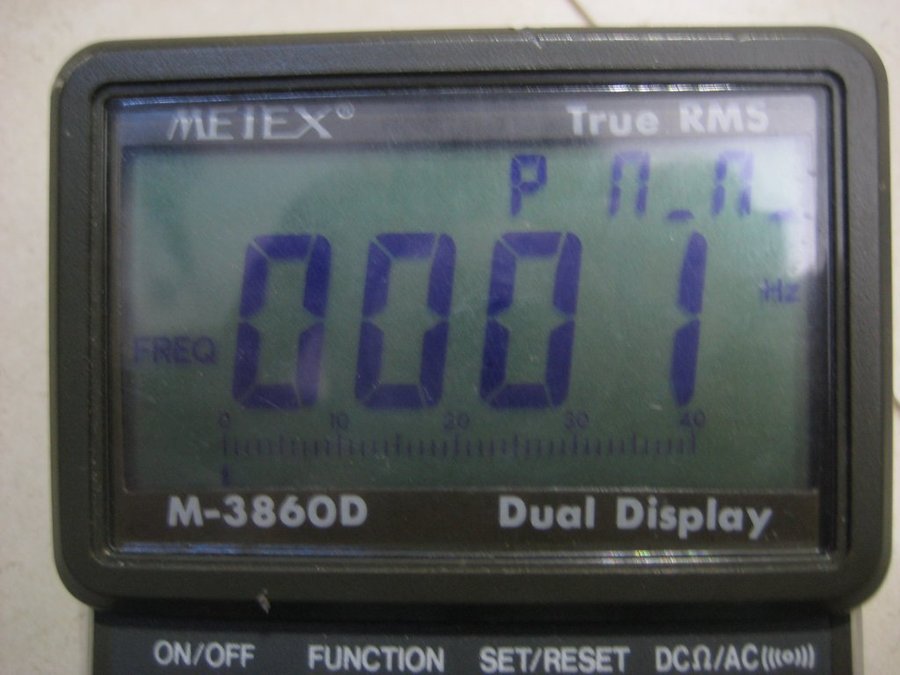 METEX® True RMS
P
0001
Hz
FREQ
0 10 20 30 40
M-3860D Dual Display
ON/OFF FUNCTION SET/RESET DCΩ/AC